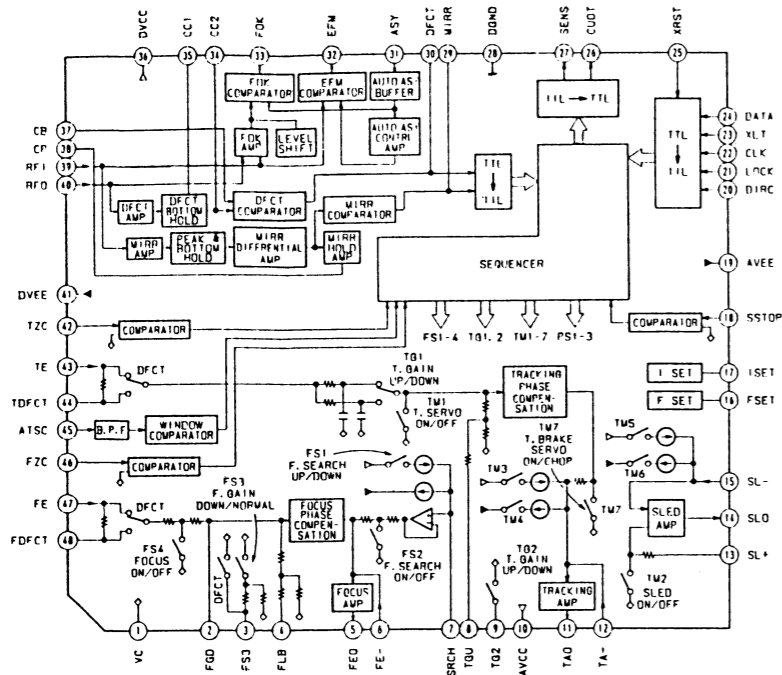 DVCC
CC1
CC2
FOK
EFM
ASY
DFCT
MIRR
DGND
SENS
COUT
XRST
36
35
34
33
32
31
30
29
28
27
26
25
FOK COMPARATOR
EFM COMPARATOR
AUTO ASY BUFFER
TTL → TTL
CB
37
CP
38
RFI
39
RFO
40
FOK AMP
LEVEL SHIFT
AUTO ASY CONTROL AMP
TTL
↓
TTL
TTL
↓
TTL
24
DATA
23
XLT
22
CLK
21
LOCK
20
DIRC
DFCT AMP
DFCT BOTTOM HOLD
DFCT COMPARATOR
MIRR COMPARATOR
MIRR AMP
PEAK & BOTTOM HOLD
MIRR DIFFERENTIAL AMP
MIRR HOLD AMP
SEQUENCER
19
AVEE
DVEE
41
TZC
42
COMPARATOR
FS1-4
TG1, 2
TM1-7
PS1-3
COMPARATOR
18
SSTOP
TE
43
DFCT
TDFCT
44
TG1
T. GAIN
UP/DOWN
TM1
T. SERVO
ON/OFF
TRACKING PHASE COMPENSATION
I SET
17
ISET
F SET
16
FSET
ATSC
45
B.P.F
WINDOW COMPARATOR
FZC
46
COMPARATOR
FS1
F. SEARCH
UP/DOWN
TM7
T. BRAKE
SERVO
ON/CHOP
TM3
TM4
TM7
TM5
TM6
15
SL-
FE
47
DFCT
FDFCT
48
FS3
F. GAIN
DOWN/NORMAL
FOCUS PHASE COMPENSATION
FS4
FOCUS
ON/OFF
DFCT
FS2
F. SEARCH
ON/OFF
TG2
T. GAIN
UP/DOWN
SLED AMP
14
SLO
13
SL+
TM2
SLED
ON/OFF
FOCUS AMP
TRACKING AMP
1
2
3
4
5
6
7
8
9
10
11
12
VC
FGD
FS3
FLB
FEO
FE-
SRCH
TGU
TG2
AVCC
TAO
TA-